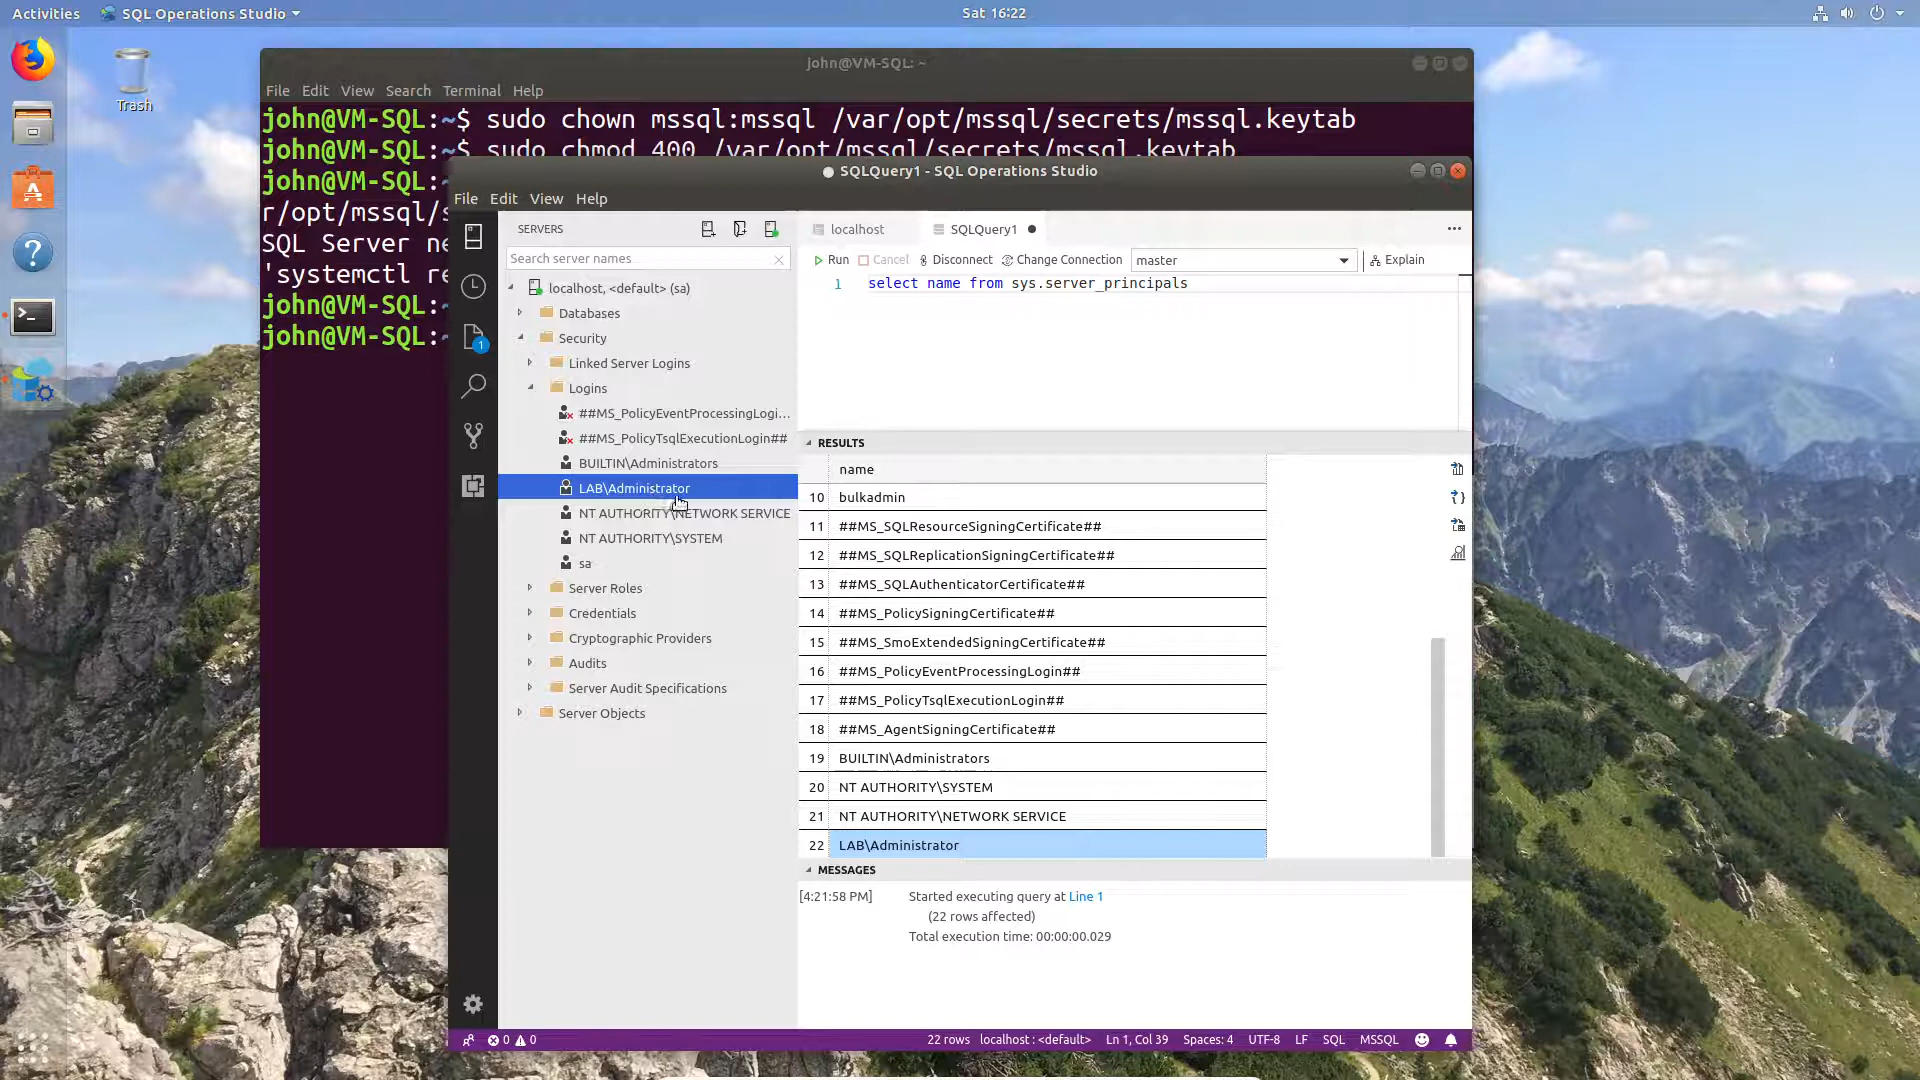 Activities
SQL Operations Studio
Sat 16:22
Trash
john@VM-SQL: ~
File Edit View Search Terminal Help
john@VM-SQL:~$ sudo chown mssql:mssql /var/opt/mssql/secrets/mssql.keytab
john@VM-SQL:~$ sudo chmod 400 /var/opt/mssql/secrets/mssql.keytab
john@VM-SQL:~
r/opt/mssql/
SQL Server
'systemctl
john@VM-SQL:~
john@VM-SQL:~
● SQLQuery1 - SQL Operations Studio
File Edit View Help
SERVERS
Search server names
localhost, <default> (sa)
Databases
Security
Linked Server Logins
Logins
##MS_PolicyEventProcessingLogi...
##MS_PolicyTsqlExecutionLogin##
BUILTIN\Administrators
LAB\Administrator
NT AUTHORITY\NETWORK SERVICE
NT AUTHORITY\SYSTEM
sa
Server Roles
Credentials
Cryptographic Providers
Audits
Server Audit Specifications
Server Objects
1
localhost
SQLQuery1 ●
Run Cancel Disconnect Change Connection master Explain
1 select name from sys.server_principals
RESULTS
name
10 bulkadmin
11 ##MS_SQLResourceSigningCertificate##
12 ##MS_SQLReplicationSigningCertificate##
13 ##MS_SQLAuthenticatorCertificate##
14 ##MS_PolicySigningCertificate##
15 ##MS_SmoExtendedSigningCertificate##
16 ##MS_PolicyEventProcessingLogin##
17 ##MS_PolicyTsqlExecutionLogin##
18 ##MS_AgentSigningCertificate##
19 BUILTIN\Administrators
20 NT AUTHORITY\SYSTEM
21 NT AUTHORITY\NETWORK SERVICE
22 LAB\Administrator
MESSAGES
[4:21:58 PM] Started executing query at Line 1
(22 rows affected)
Total execution time: 00:00:00.029
0 0
22 rows localhost : <default> Ln 1, Col 39 Spaces: 4 UTF-8 LF SQL MSSQL